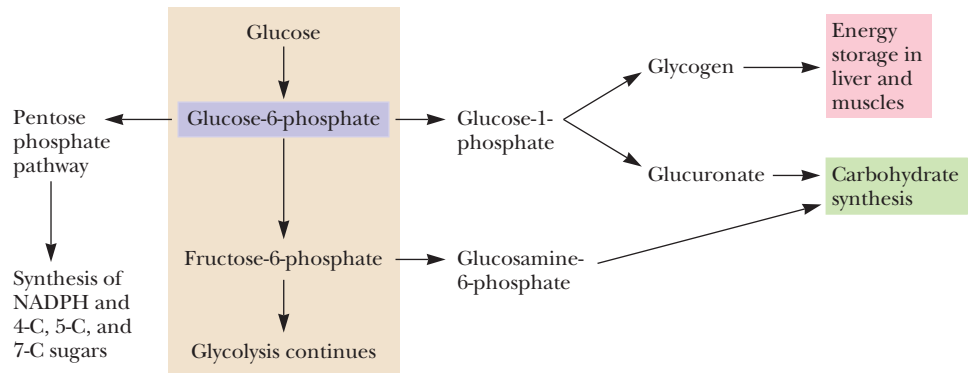 Glucose
Glucose-6-phosphate
Fructose-6-phosphate
Glycolysis continues
Pentose
phosphate
pathway
Synthesis of
NADPH and
4-C, 5-C, and
7-C sugars
Glucose-1-
phosphate
Glycogen
Energy
storage in
liver and
muscles
Glucuronate
Carbohydrate
synthesis
Glucosamine-
6-phosphate